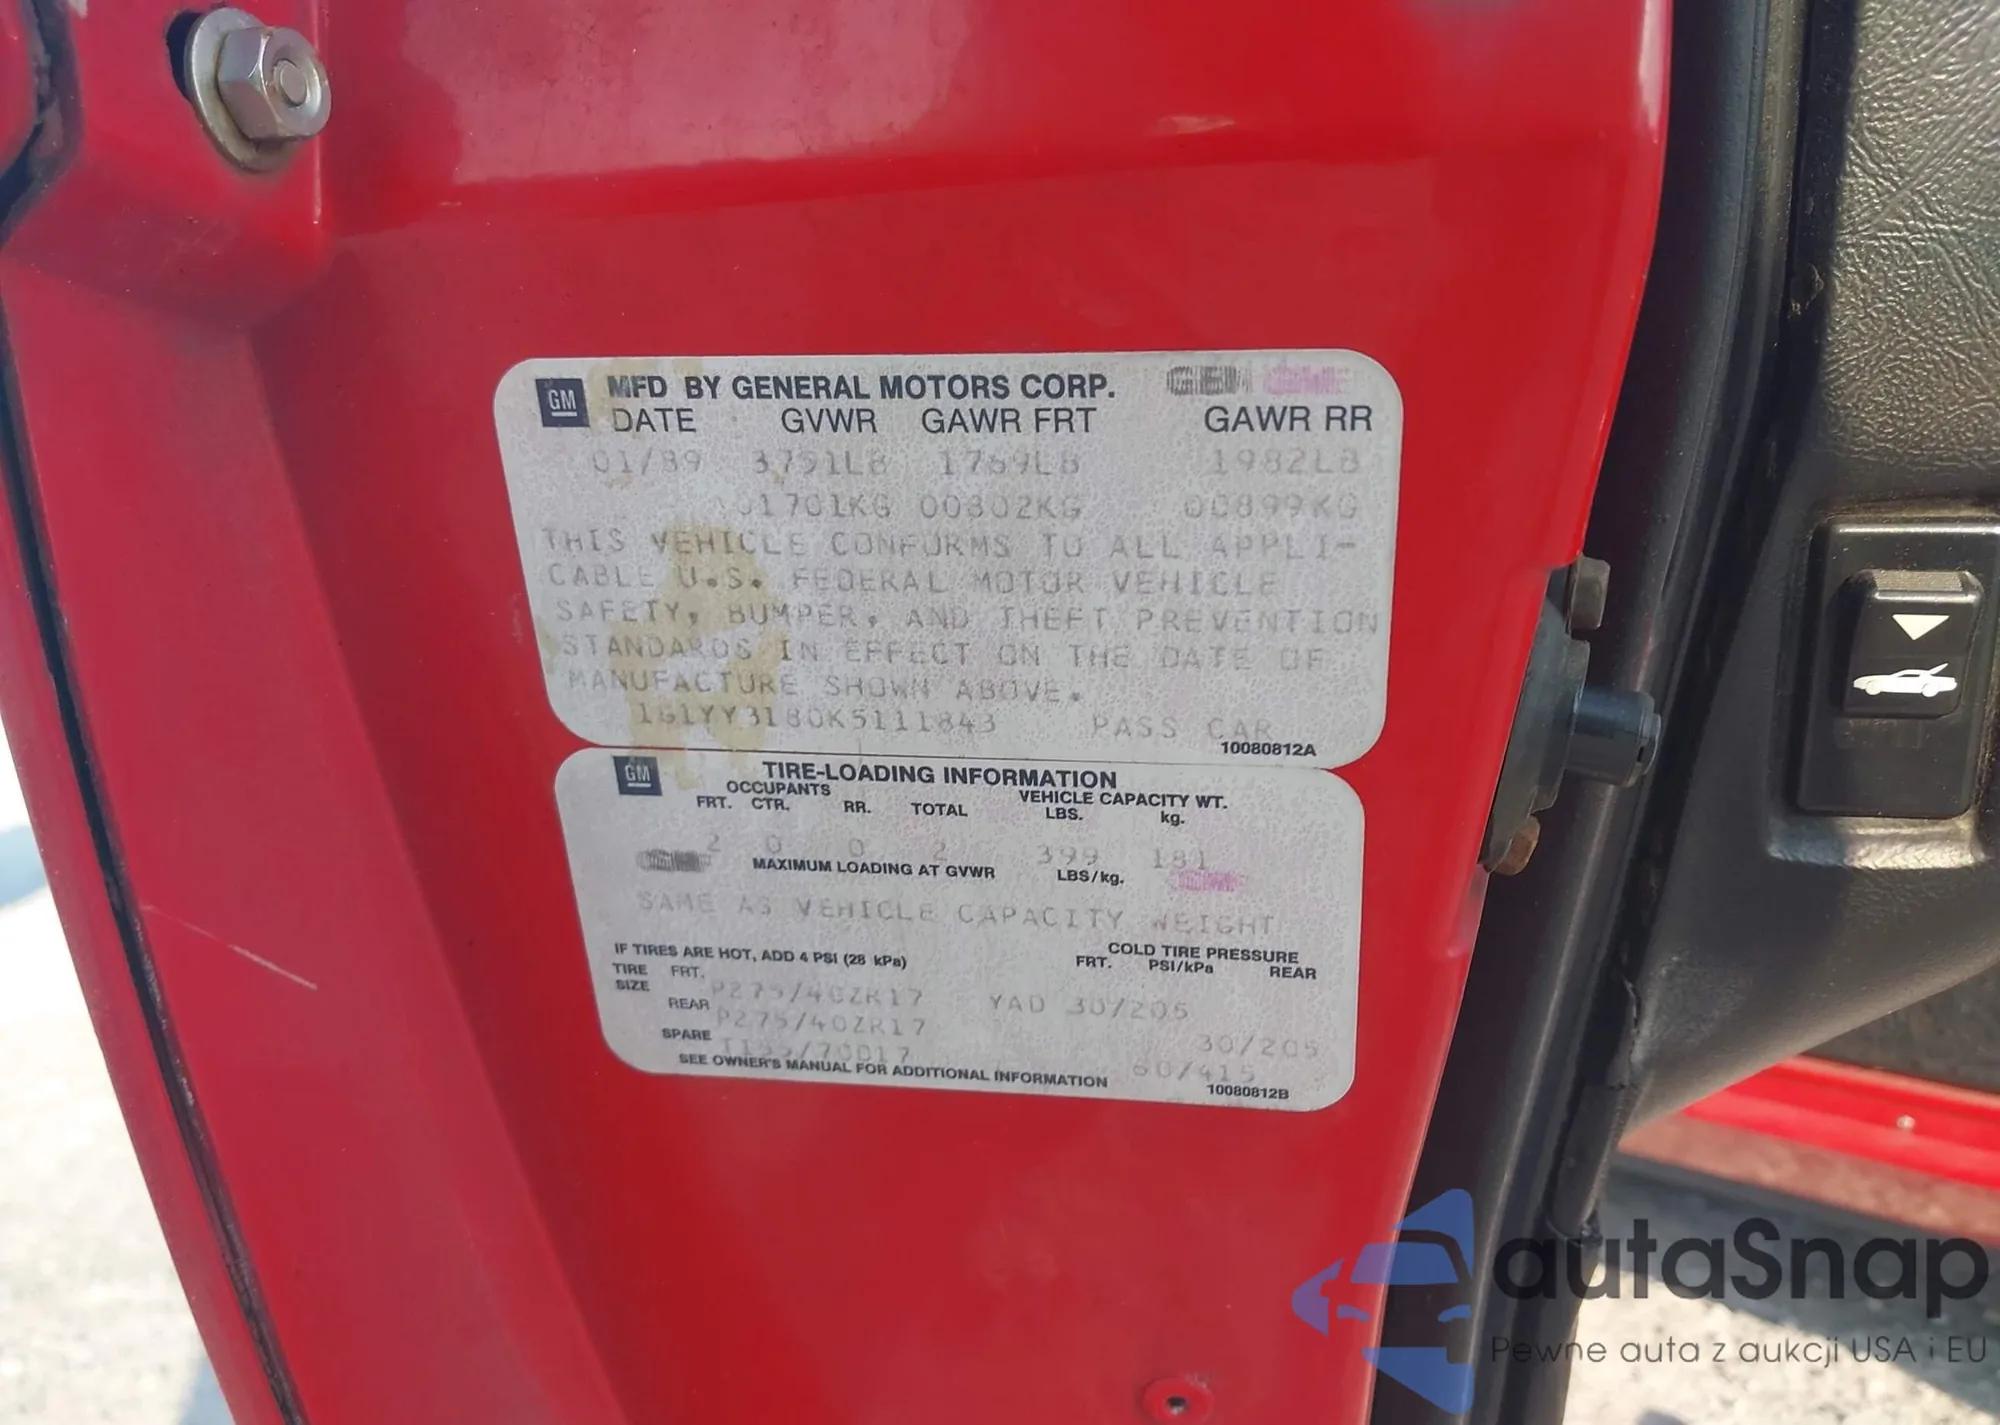 GM MFD BY GENERAL MOTORS CORP. GEN GME
DATE GVWR GAWR FRT GAWR RR
01/89 3751LB 1769LB 1982LB
01701KG 00802KG 00899KG
THIS VEHICLE CONFORMS TO ALL APPLI-
CABLE U.S. FEDERAL MOTOR VEHICLE
SAFETY, BUMPER, AND THEFT PREVENTION
STANDARDS IN EFFECT ON THE DATE OF
MANUFACTURE SHOWN ABOVE.
1G1YY3180K5111843 PASS CAR
10080812A
GM TIRE-LOADING INFORMATION
OCCUPANTS VEHICLE CAPACITY WT.
FRT. CTR. RR. TOTAL LBS. kg.
2 0 0 2 399 181
MAXIMUM LOADING AT GVWR LBS/kg.
SAME AS VEHICLE CAPACITY WEIGHT
IF TIRES ARE HOT, ADD 4 PSI (28 kPa) COLD TIRE PRESSURE
TIRE FRT. FRT. PSI/kPa REAR
SIZE P275/40ZR17 YAD 30/205
REAR P275/40ZR17 30/205
SPARE T155/70D17 60/415
SEE OWNER'S MANUAL FOR ADDITIONAL INFORMATION
10080812B
autaSnap
Pewne auta z aukcji USA i EU